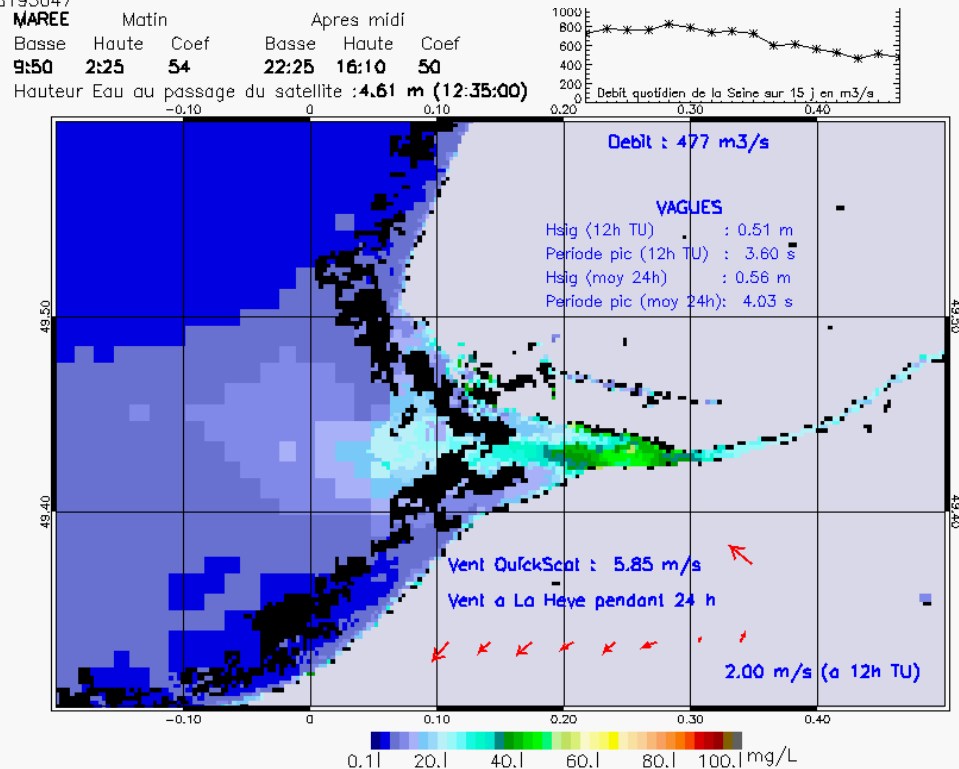 MAREE Matin Apres midi
Basse Haute Coef Basse Haute Coef
9:50 2:25 54 22:25 16:10 50
Hauteur Eau au passage du satellite :4.61 m (12:35:00)
1000
800
600
400
200
0
Debit quotidien de la Seine sur 15 j en m3/s
-0.10 0 0.10 0.20 0.30 0.40
Debit : 477 m3/s
VAGUES
Hsig (12h TU) : 0.51 m
Periode pic (12h TU) : 3.60 s
Hsig (moy 24h) : 0.56 m
Periode pic (moy 24h): 4.03 s
49.50 49.50
49.40 49.40
Vent QuickScat : 5.85 m/s
Vent a La Heve pendant 24 h
2.00 m/s (a 12h TU)
-0.10 0 0.10 0.20 0.30 0.40
0.1| 20.| 40.| 60.| 80.| 100.| mg/L